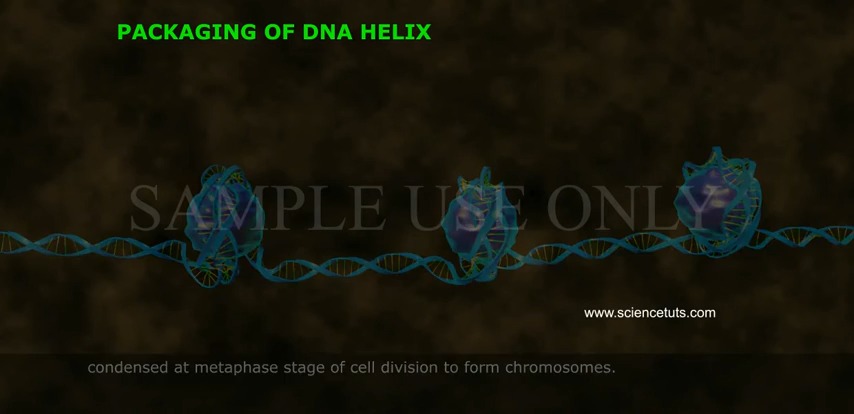 PACKAGING OF DNA HELIX
SAMPLE USE ONLY
www.sciencetuts.com
condensed at metaphase stage of cell division to form chromosomes.